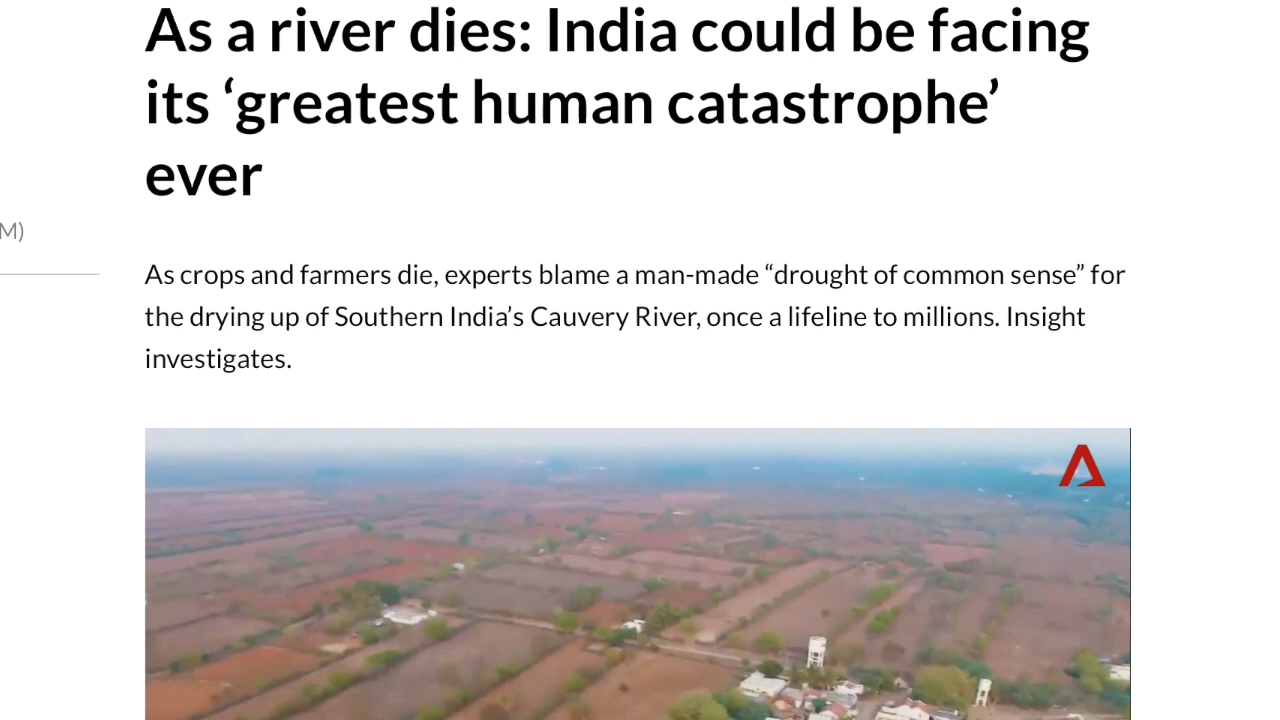 As a river dies: India could be facing
its ‘greatest human catastrophe’
ever
M)
As crops and farmers die, experts blame a man-made “drought of common sense” for
the drying up of Southern India’s Cauvery River, once a lifeline to millions. Insight
investigates.